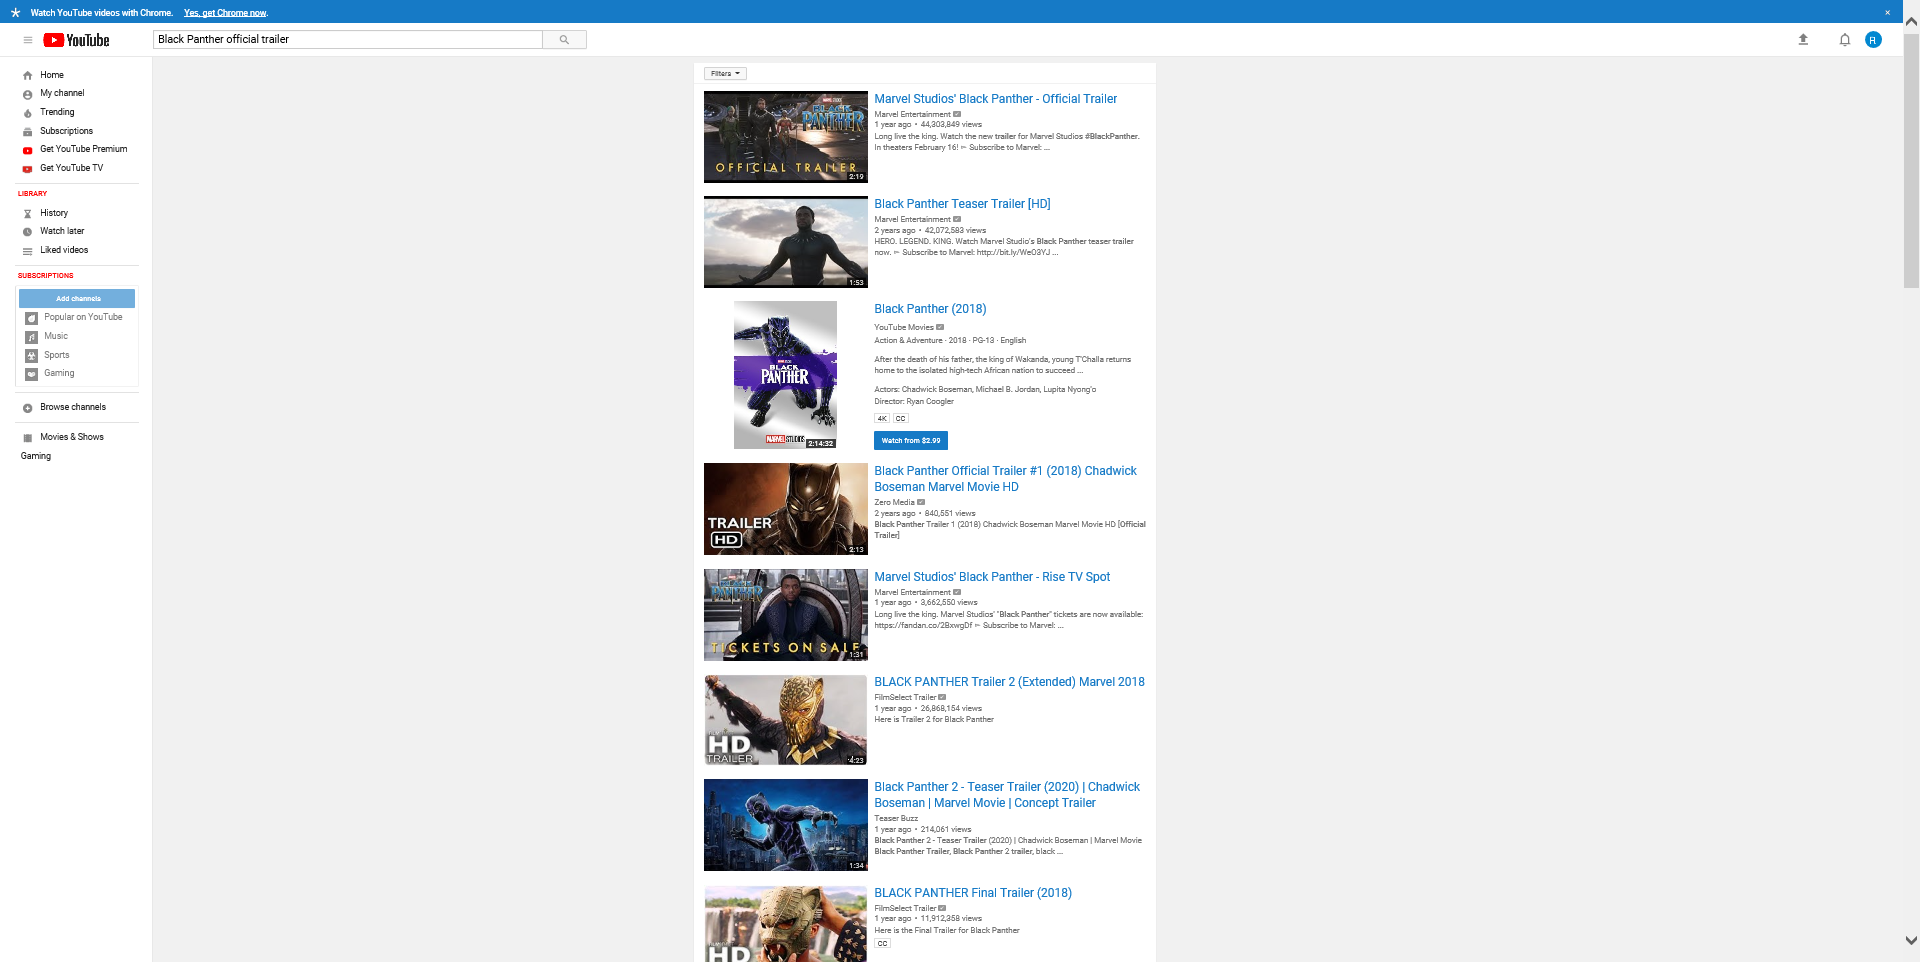 Watch YouTube videos with Chrome. Yes, get Chrome now.
YouTube
Black Panther official trailer
Home
My channel
Trending
Subscriptions
Get YouTube Premium
Get YouTube TV
LIBRARY
History
Watch later
Liked videos
SUBSCRIPTIONS
Add channels
Popular on YouTube
Music
Sports
Gaming
Browse channels
Movies & Shows
Gaming
Filters
BLACK PANTHER
OFFICIAL TRAILER
2:19
Marvel Studios' Black Panther - Official Trailer
Marvel Entertainment
1 year ago • 44,303,849 views
Long live the king. Watch the new trailer for Marvel Studios #BlackPanther.
In theaters February 16! ► Subscribe to Marvel: ...
1:53
Black Panther Teaser Trailer [HD]
Marvel Entertainment
2 years ago • 42,072,583 views
HERO. LEGEND. KING. Watch Marvel Studio's Black Panther teaser trailer
now. ► Subscribe to Marvel: http://bit.ly/WeO3YJ ...
BLACK
PANTHER
MARVEL STUDIOS
2:14:32
Black Panther (2018)
YouTube Movies
Action & Adventure · 2018 · PG-13 · English
After the death of his father, the king of Wakanda, young T'Challa returns
home to the isolated high-tech African nation to succeed ...
Actors: Chadwick Boseman, Michael B. Jordan, Lupita Nyong'o
Director: Ryan Coogler
4K CC
Watch from $2.99
TRAILER
HD
2:13
Black Panther Official Trailer #1 (2018) Chadwick
Boseman Marvel Movie HD
Zero Media
2 years ago • 840,551 views
Black Panther Trailer 1 (2018) Chadwick Boseman Marvel Movie HD [Official
Trailer]
BLACK PANTHER
TICKETS ON SALE
1:31
Marvel Studios' Black Panther - Rise TV Spot
Marvel Entertainment
1 year ago • 3,662,550 views
Long live the king. Marvel Studios' "Black Panther" tickets are now available:
https://fandan.co/2BxwgDf ► Subscribe to Marvel: ...
HD
TRAILER
4:23
BLACK PANTHER Trailer 2 (Extended) Marvel 2018
FilmSelect Trailer
1 year ago • 26,868,154 views
Here is Trailer 2 for Black Panther
1:34
Black Panther 2 - Teaser Trailer (2020) | Chadwick
Boseman | Marvel Movie | Concept Trailer
Teaser Buzz
1 year ago • 214,061 views
Black Panther 2 - Teaser Trailer (2020) | Chadwick Boseman | Marvel Movie
Black Panther Trailer, Black Panther 2 trailer, black ...
HD
BLACK PANTHER Final Trailer (2018)
FilmSelect Trailer
1 year ago • 11,912,358 views
Here is the Final Trailer for Black Panther
CC